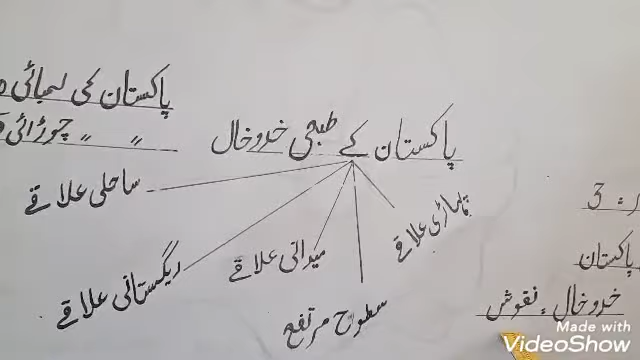 پاکستان کی لمبائی
〃 〃 چوڑائی
پاکستان کے طبعی خدوخال
ساحلی علاقے
ریگستانی علاقے
میدانی علاقے
سطوح مرتفع
پہاڑی علاقے
3
پاکستان
خدوخال، نقوش
Made with
VideoShow